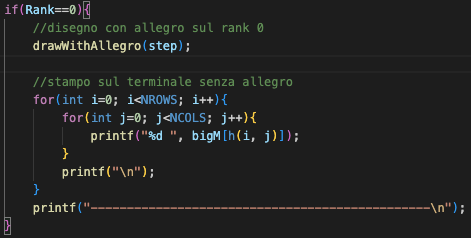 if(Rank==0){
//disegno con allegro sul rank 0
drawWithAllegro(step);
//stampo sul terminale senza allegro
for(int i=0; i<NROWS; i++){
for(int j=0; j<NCOLS; j++){
printf("%d ", bigM[h(i, j)]);
}
printf("\n");
}
printf("-----------------------------------------------\n");
}